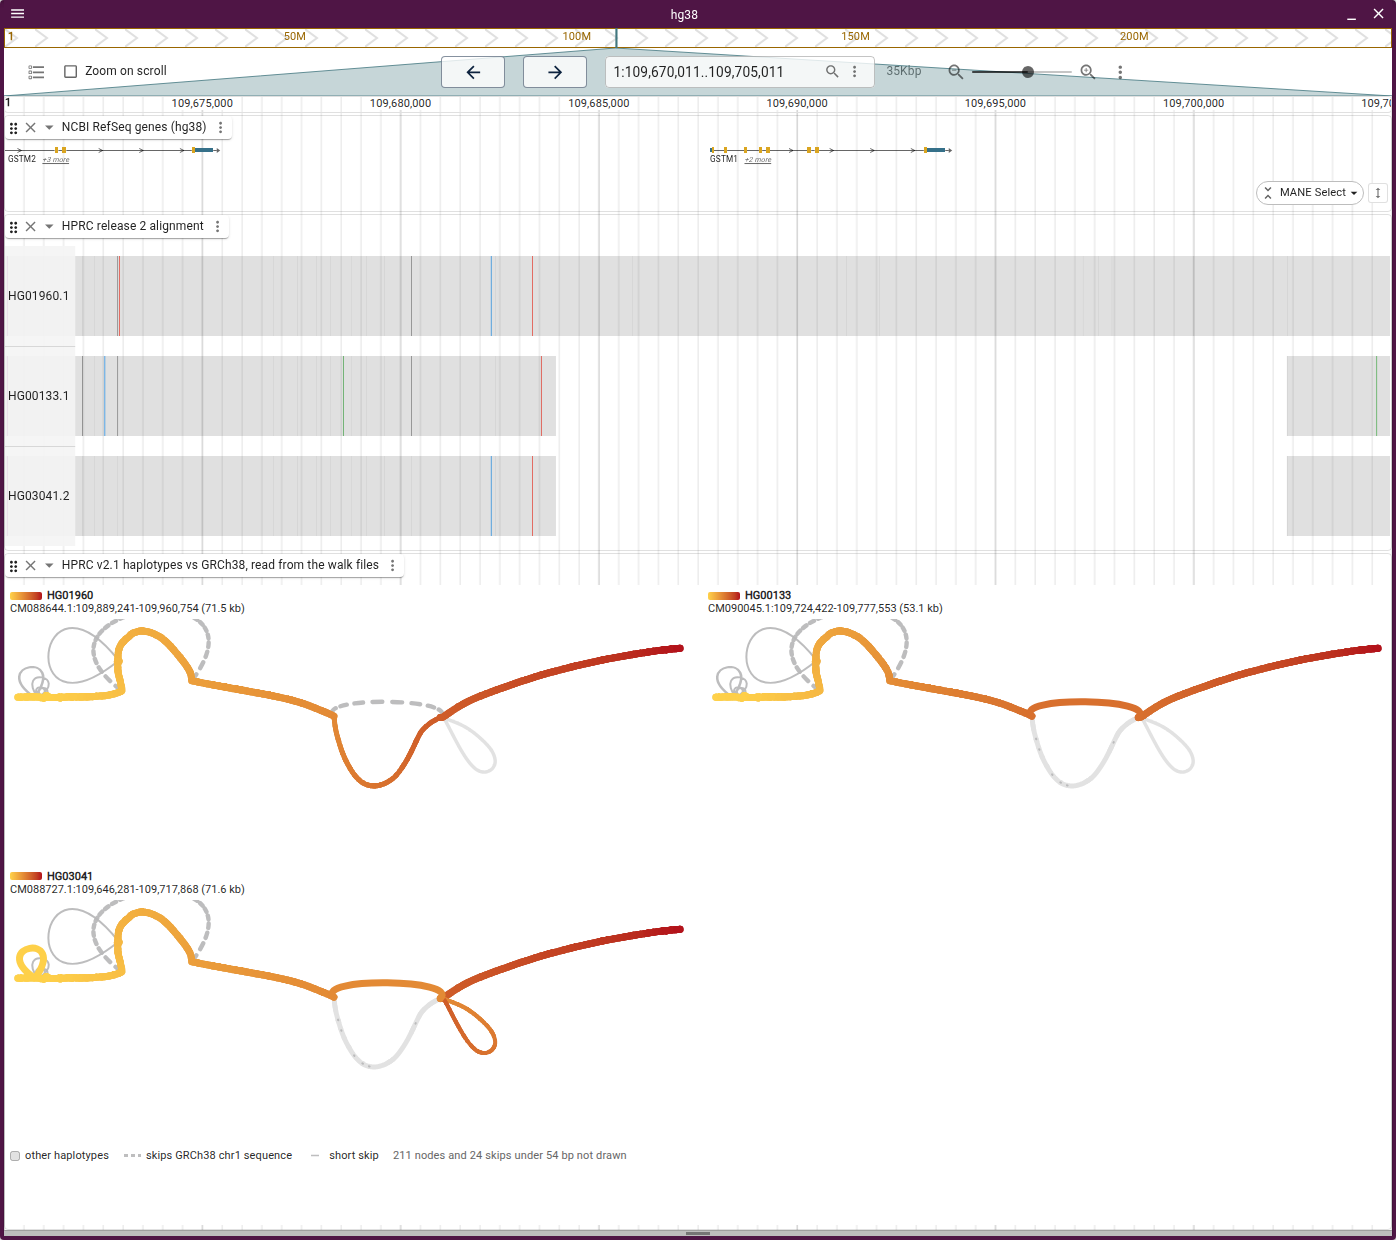 hg38
1 50M 100M 150M 200M
Zoom on scroll
1:109,670,011..109,705,011
35Kbp
1 109,675,000 109,680,000 109,685,000 109,690,000 109,695,000 109,700,000 109,70
NCBI RefSeq genes (hg38)
GSTM2 +3 more
GSTM1 +2 more
MANE Select
HPRC release 2 alignment
HG01960.1
HG00133.1
HG03041.2
HPRC v2.1 haplotypes vs GRCh38, read from the walk files
HG01960
CM088644.1:109,889,241-109,960,754 (71.5 kb)
HG00133
CM090045.1:109,724,422-109,777,553 (53.1 kb)
HG03041
CM088727.1:109,646,281-109,717,868 (71.6 kb)
other haplotypes skips GRCh38 chr1 sequence short skip 211 nodes and 24 skips under 54 bp not drawn